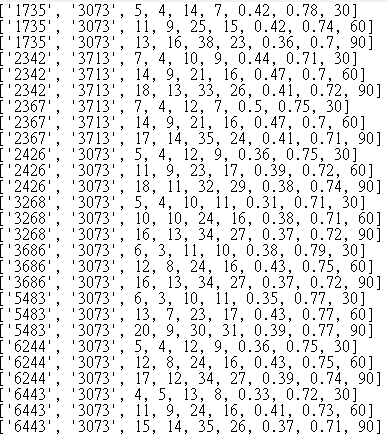 ['1735', '3073', 5, 4, 14, 7, 0.42, 0.78, 30]
['1735', '3073', 11, 9, 25, 15, 0.42, 0.74, 60]
['1735', '3073', 13, 16, 38, 23, 0.36, 0.7, 90]
['2342', '3713', 7, 4, 10, 9, 0.44, 0.71, 30]
['2342', '3713', 14, 9, 21, 16, 0.47, 0.7, 60]
['2342', '3713', 18, 13, 33, 26, 0.41, 0.72, 90]
['2367', '3713', 7, 4, 12, 7, 0.5, 0.75, 30]
['2367', '3713', 14, 9, 21, 16, 0.47, 0.7, 60]
['2367', '3713', 17, 14, 35, 24, 0.41, 0.71, 90]
['2426', '3073', 5, 4, 12, 9, 0.36, 0.75, 30]
['2426', '3073', 11, 9, 23, 17, 0.39, 0.72, 60]
['2426', '3073', 18, 11, 32, 29, 0.38, 0.74, 90]
['3268', '3073', 5, 4, 10, 11, 0.31, 0.71, 30]
['3268', '3073', 10, 10, 24, 16, 0.38, 0.71, 60]
['3268', '3073', 16, 13, 34, 27, 0.37, 0.72, 90]
['3686', '3073', 6, 3, 11, 10, 0.38, 0.79, 30]
['3686', '3073', 12, 8, 24, 16, 0.43, 0.75, 60]
['3686', '3073', 16, 13, 34, 27, 0.37, 0.72, 90]
['5483', '3073', 6, 3, 10, 11, 0.35, 0.77, 30]
['5483', '3073', 13, 7, 23, 17, 0.43, 0.77, 60]
['5483', '3073', 20, 9, 30, 31, 0.39, 0.77, 90]
['6244', '3073', 5, 4, 12, 9, 0.36, 0.75, 30]
['6244', '3073', 12, 8, 24, 16, 0.43, 0.75, 60]
['6244', '3073', 17, 12, 34, 27, 0.39, 0.74, 90]
['6443', '3073', 4, 5, 13, 8, 0.33, 0.72, 30]
['6443', '3073', 11, 9, 24, 16, 0.41, 0.73, 60]
['6443', '3073', 15, 14, 35, 26, 0.37, 0.71, 90]